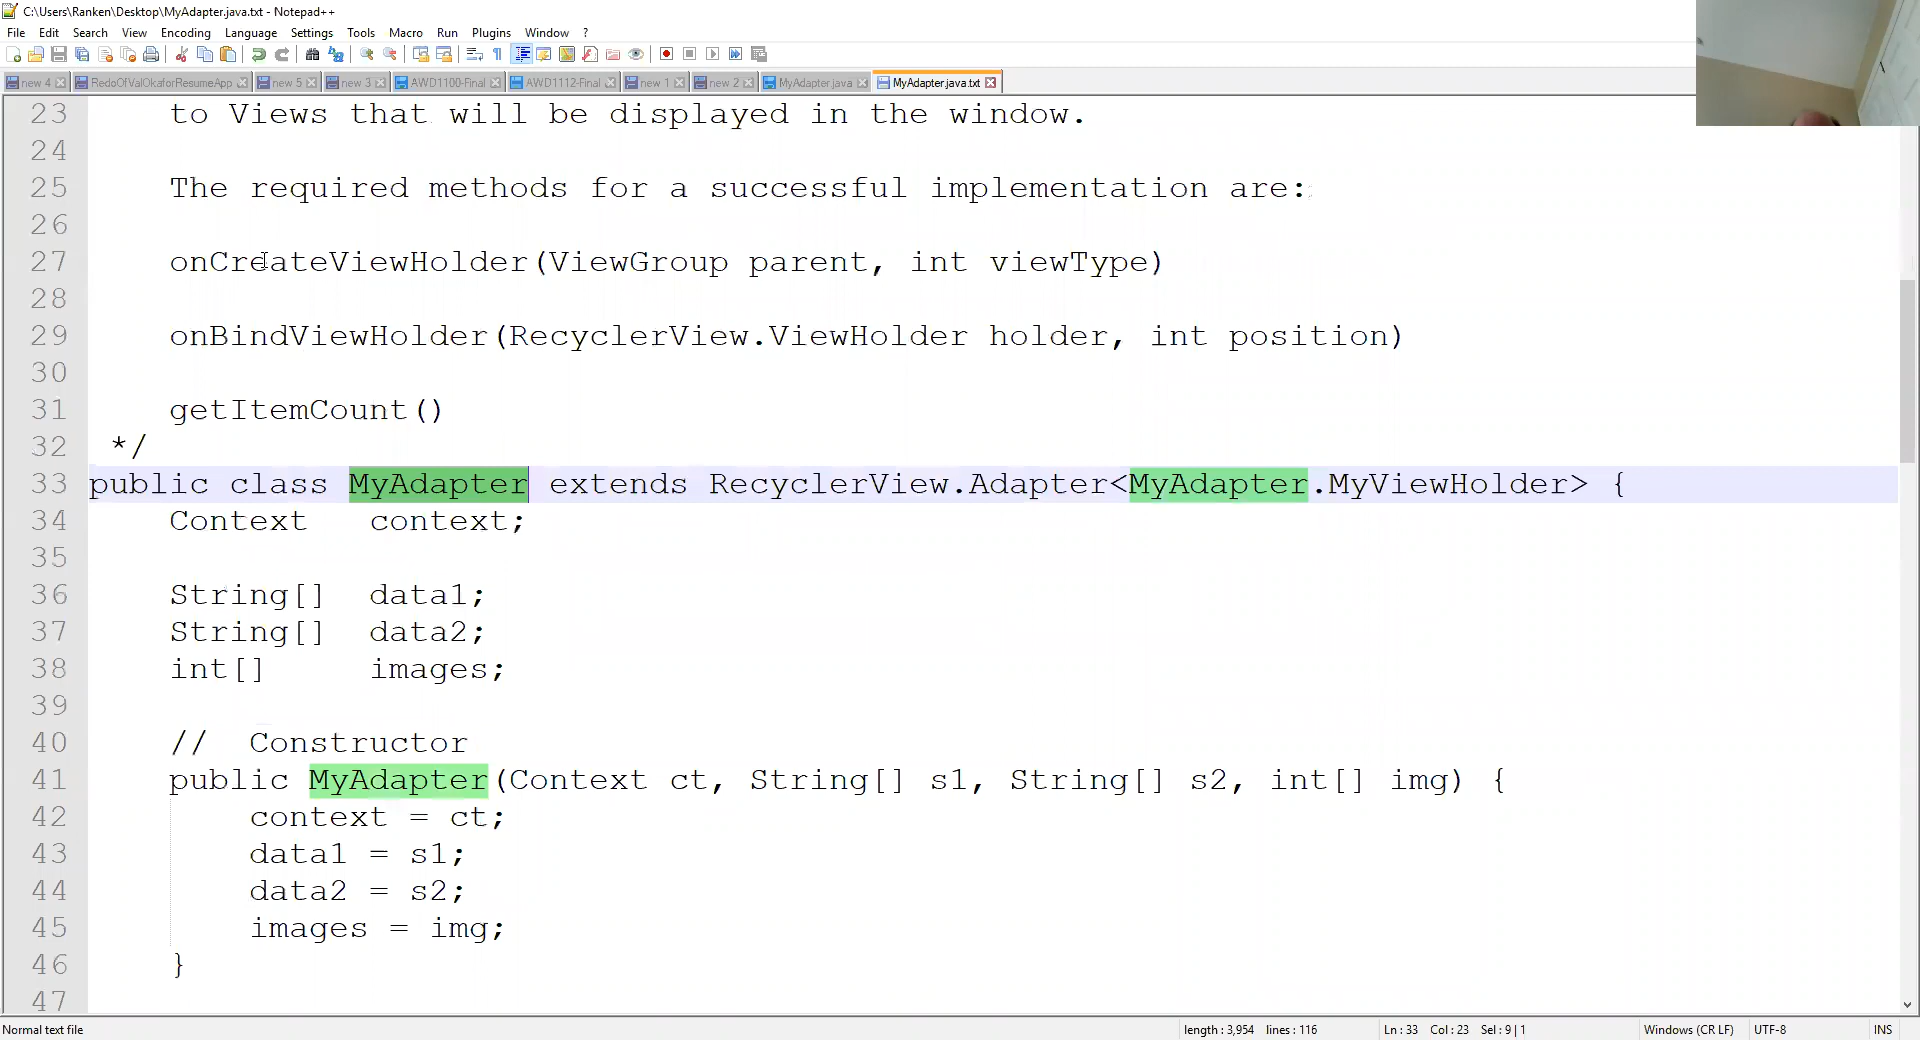 C:\Users\Ranken\Desktop\MyAdapter.java.txt - Notepad++
File Edit Search View Encoding Language Settings Tools Macro Run Plugins Window ?
new 4 RedoOfValOkaforResumeApp new 5 new 3 AWD1100-Final AWD1112-Final new 1 new 2 MyAdapter.java MyAdapter.java.txt
23 to Views that will be displayed in the window.
24
25 The required methods for a successful implementation are:
26
27 onCreateViewHolder(ViewGroup parent, int viewType)
28
29 onBindViewHolder(RecyclerView.ViewHolder holder, int position)
30
31 getItemCount()
32 */
33 public class MyAdapter extends RecyclerView.Adapter<MyAdapter.MyViewHolder> {
34 Context context;
35
36 String[] data1;
37 String[] data2;
38 int[] images;
39
40 // Constructor
41 public MyAdapter(Context ct, String[] s1, String[] s2, int[] img) {
42 context = ct;
43 data1 = s1;
44 data2 = s2;
45 images = img;
46 }
47
Normal text file length : 3,954 lines : 116 Ln : 33 Col : 23 Sel : 9 | 1 Windows (CR LF) UTF-8 INS